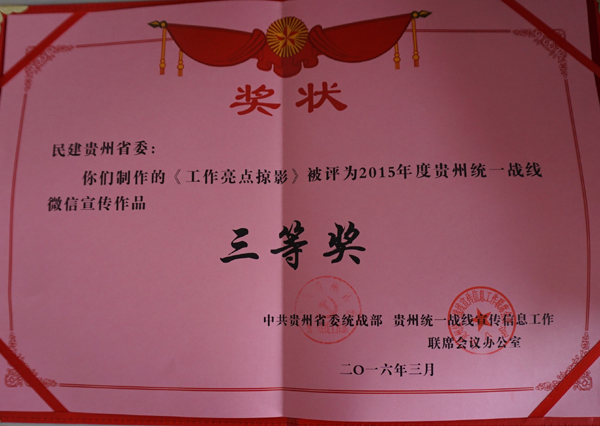 奖状
民建贵州省委：
你们制作的《工作亮点掠影》被评为2015年度贵州统一战线
微信宣传作品
三等奖
中共贵州省委统战部 贵州统一战线宣传信息工作
联席会议办公室
二〇一六年三月